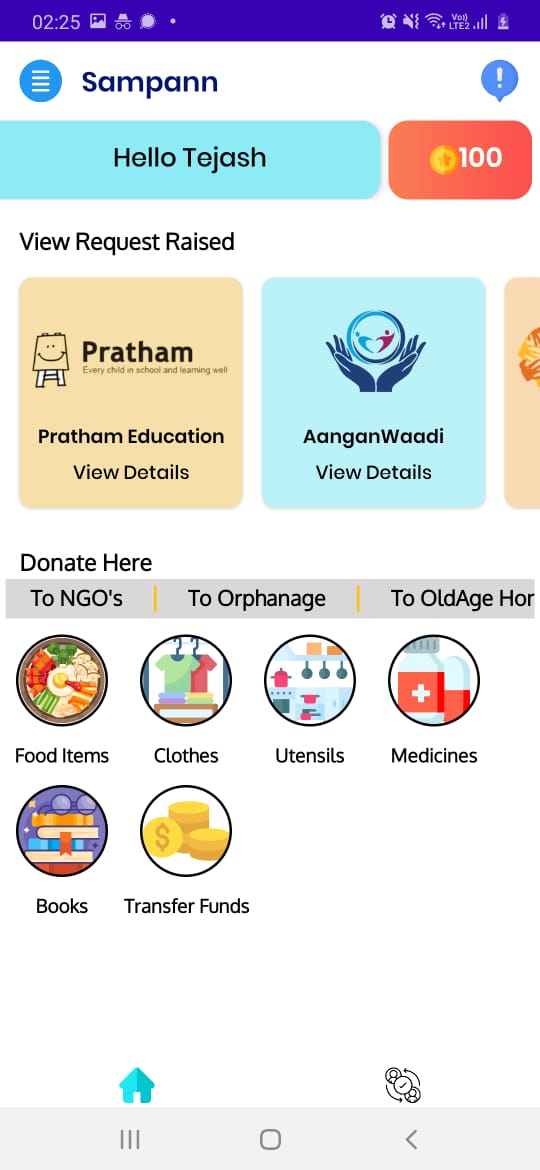 02:25
Vo))
LTE2
Sampann
Hello Tejash
100
View Request Raised
Pratham
Every child in school and learning well
Pratham Education
View Details
AanganWaadi
View Details
Donate Here
To NGO's
To Orphanage
To OldAge Hor
Food Items
Clothes
Utensils
Medicines
Books
Transfer Funds